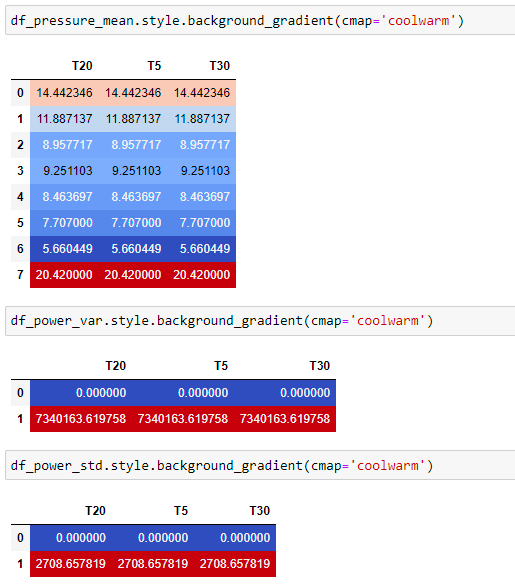 df_pressure_mean.style.background_gradient(cmap='coolwarm')
T20 T5 T30
0 14.442346 14.442346 14.442346
1 11.887137 11.887137 11.887137
2 8.957717 8.957717 8.957717
3 9.251103 9.251103 9.251103
4 8.463697 8.463697 8.463697
5 7.707000 7.707000 7.707000
6 5.660449 5.660449 5.660449
7 20.420000 20.420000 20.420000
df_power_var.style.background_gradient(cmap='coolwarm')
T20 T5 T30
0 0.000000 0.000000 0.000000
1 7340163.619758 7340163.619758 7340163.619758
df_power_std.style.background_gradient(cmap='coolwarm')
T20 T5 T30
0 0.000000 0.000000 0.000000
1 2708.657819 2708.657819 2708.657819